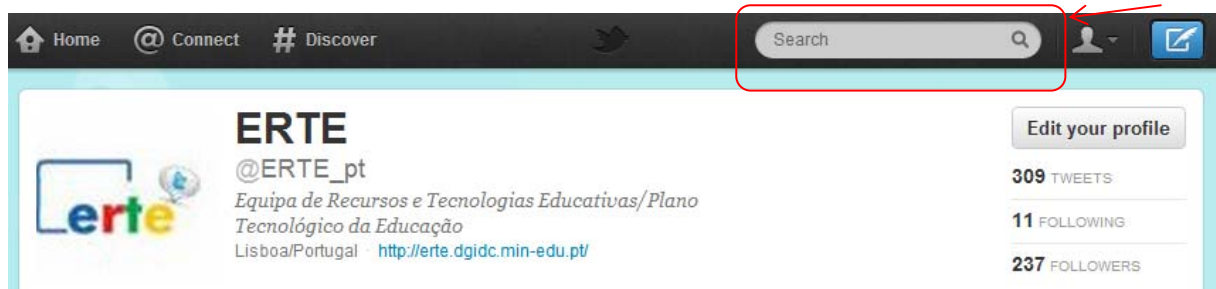 Home @ Connect # Discover Search
ERTE
@ERTE_pt
Equipa de Recursos e Tecnologias Educativas/Plano
Tecnológico da Educação
Lisboa/Portugal · http://erte.dgidc.min-edu.pt/
erte
Edit your profile
309 TWEETS
11 FOLLOWING
237 FOLLOWERS